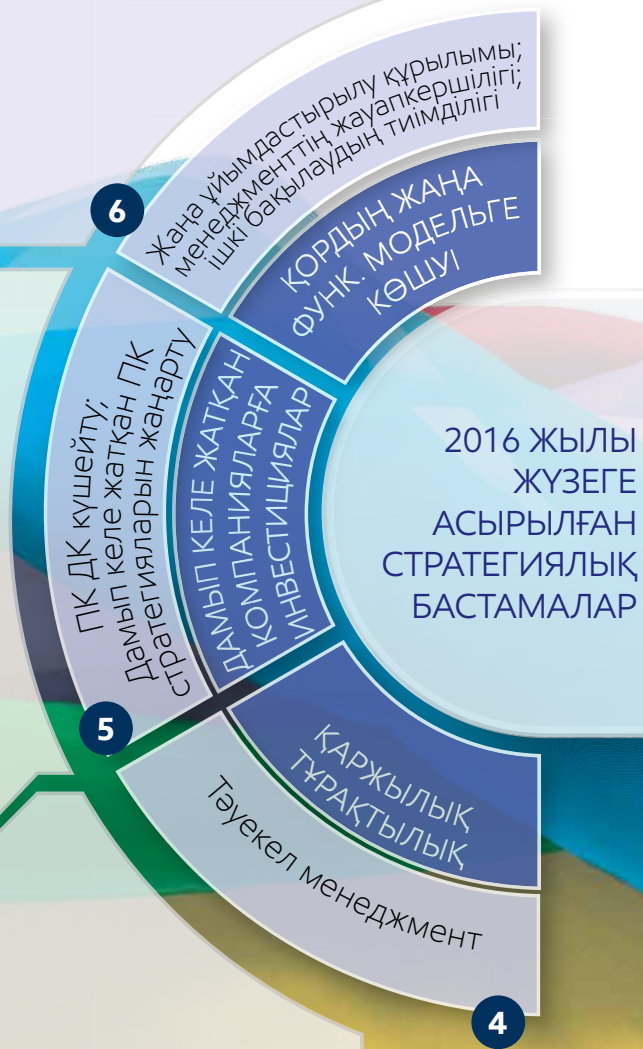 6
Жаңа ұйымдастырылу құрылымы;
менеджменттің жауапкершілігі;
ішкі бақылаудың тиімділігі
ҚОРДЫҢ ЖАҢА
ФУНК. МОДЕЛЬГЕ
КӨШУІ
ПК ДК күшейту;
Дамып келе жатқан ПК
стратегияларын жаңарту
ДАМЫП КЕЛЕ ЖАТҚАН
КОМПАНИЯЛАРҒА
ИНВЕСТИЦИЯЛАР
5
2016 ЖЫЛЫ
ЖҮЗЕГЕ
АСЫРЫЛҒАН
СТРАТЕГИЯЛЫҚ
БАСТАМАЛАР
ҚАРЖЫЛЫҚ
ТҰРАҚТЫЛЫҚ
Тәуекел менеджмент
4